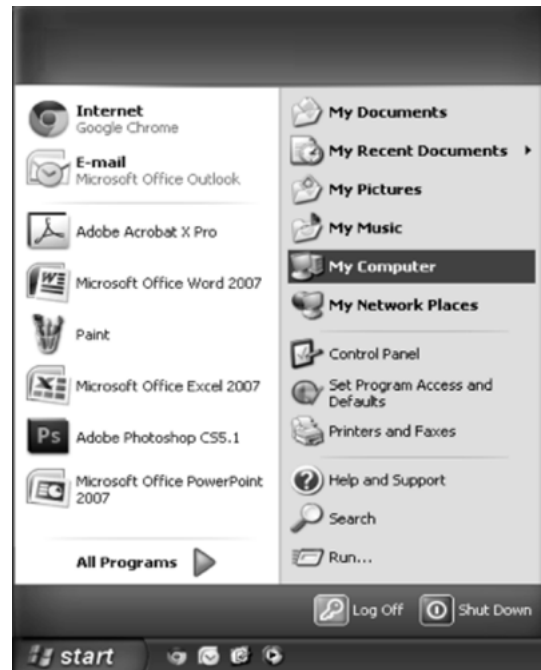 Internet
Google Chrome
E-mail
Microsoft Office Outlook
Adobe Acrobat X Pro
Microsoft Office Word 2007
Paint
Microsoft Office Excel 2007
Ps Adobe Photoshop CS5.1
Microsoft Office PowerPoint
2007
All Programs
My Documents
My Recent Documents
My Pictures
My Music
My Computer
My Network Places
Control Panel
Set Program Access and
Defaults
Printers and Faxes
Help and Support
Search
Run...
Log Off
Shut Down
start